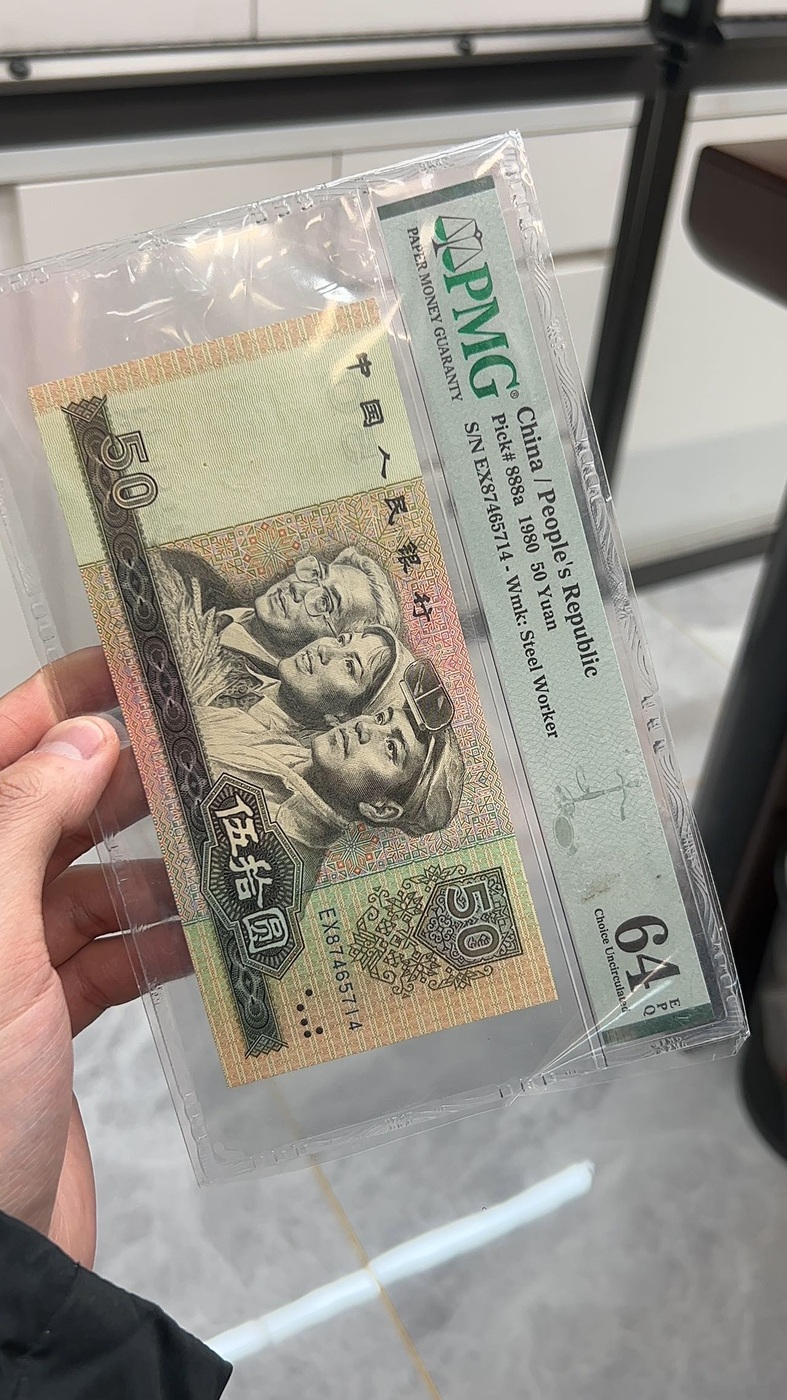 PMG®
PAPER MONEY GUARANTY
China / People's Republic
Pick# 888a 1980 50 Yuan
S/N EX87465714 - Wmk: Steel Worker
64
EPQ
Choice Uncirculated
中国人民银行
50
伍拾圆
50
EX87465714